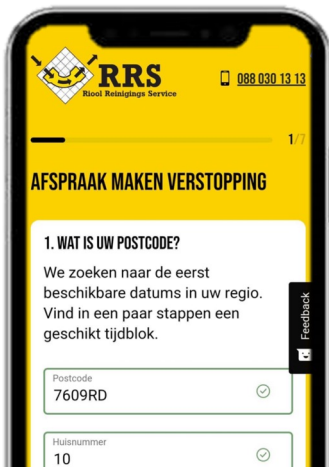 RRS
Riool Reinigings Service
088 030 13 13
1/7
AFSPRAAK MAKEN VERSTOPPING
1. WAT IS UW POSTCODE?
We zoeken naar de eerst
beschikbare datums in uw regio.
Vind in een paar stappen een
geschikt tijdblok.
Feedback
Postcode
7609RD
Huisnummer
10